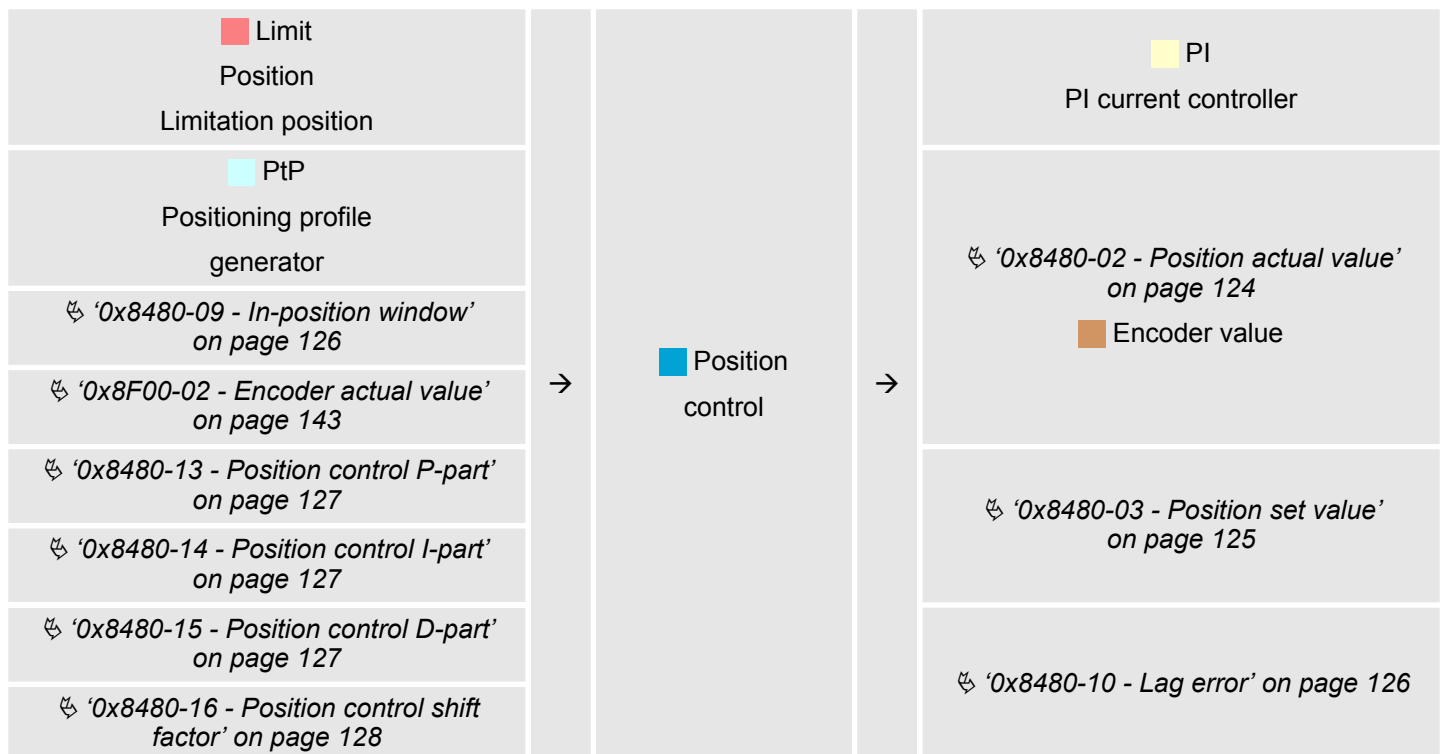 Limit
Position
Limitation position
PtP
Positioning profile
generator
↳ ‘0x8480-09 - In-position window’
on page 126
↳ ‘0x8F00-02 - Encoder actual value’
on page 143
↳ ‘0x8480-13 - Position control P-part’
on page 127
↳ ‘0x8480-14 - Position control I-part’
on page 127
↳ ‘0x8480-15 - Position control D-part’
on page 127
↳ ‘0x8480-16 - Position control shift
factor’ on page 128
→
Position
control
→
PI
PI current controller
↳ ‘0x8480-02 - Position actual value’
on page 124
Encoder value
↳ ‘0x8480-03 - Position set value’
on page 125
↳ ‘0x8480-10 - Lag error’ on page 126